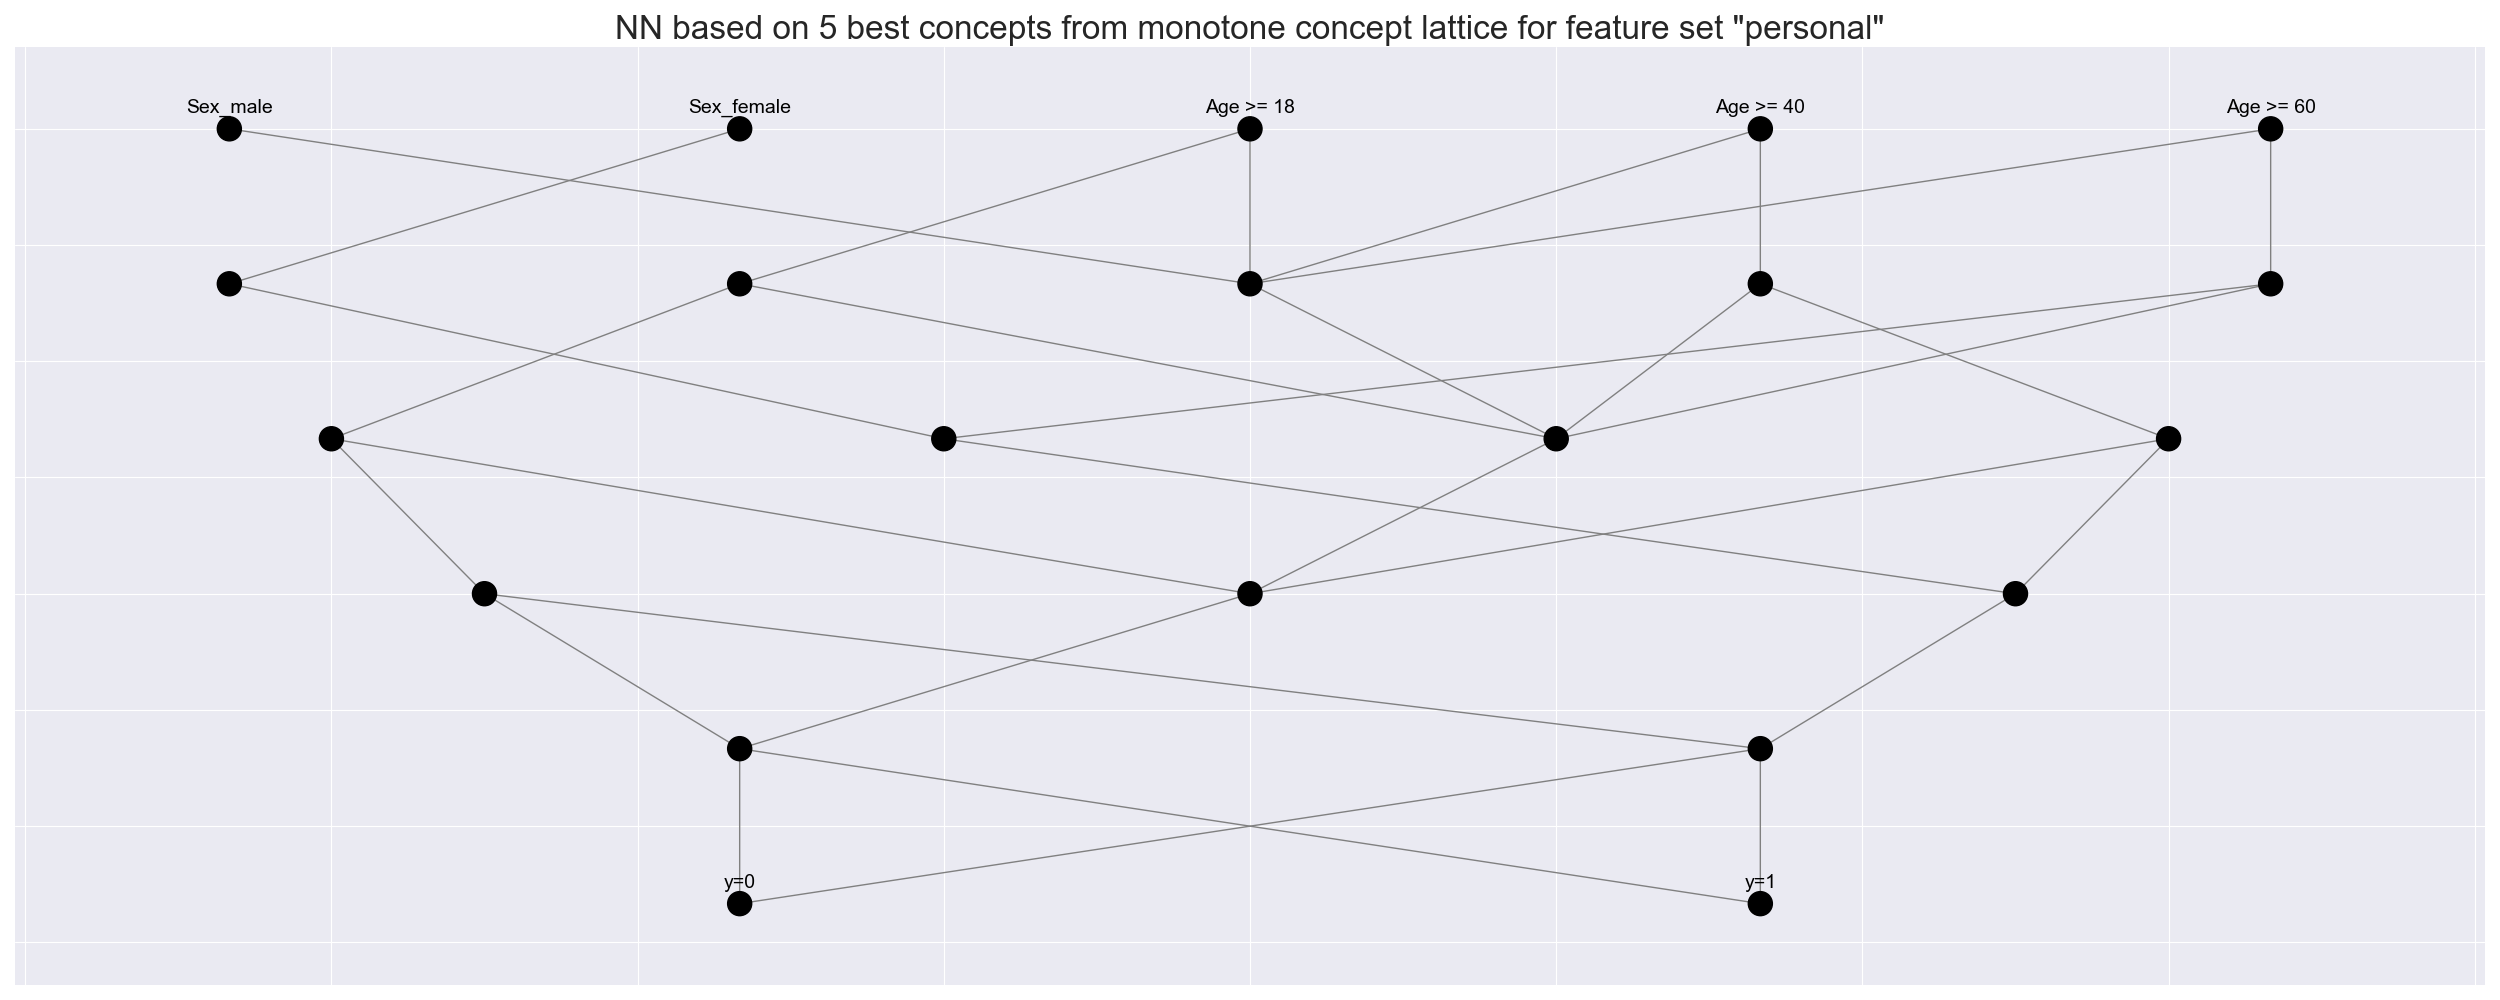 NN based on 5 best concepts from monotone concept lattice for feature set "personal"
Sex_male
Sex_female
Age >= 18
Age >= 40
Age >= 60
y=0
y=1